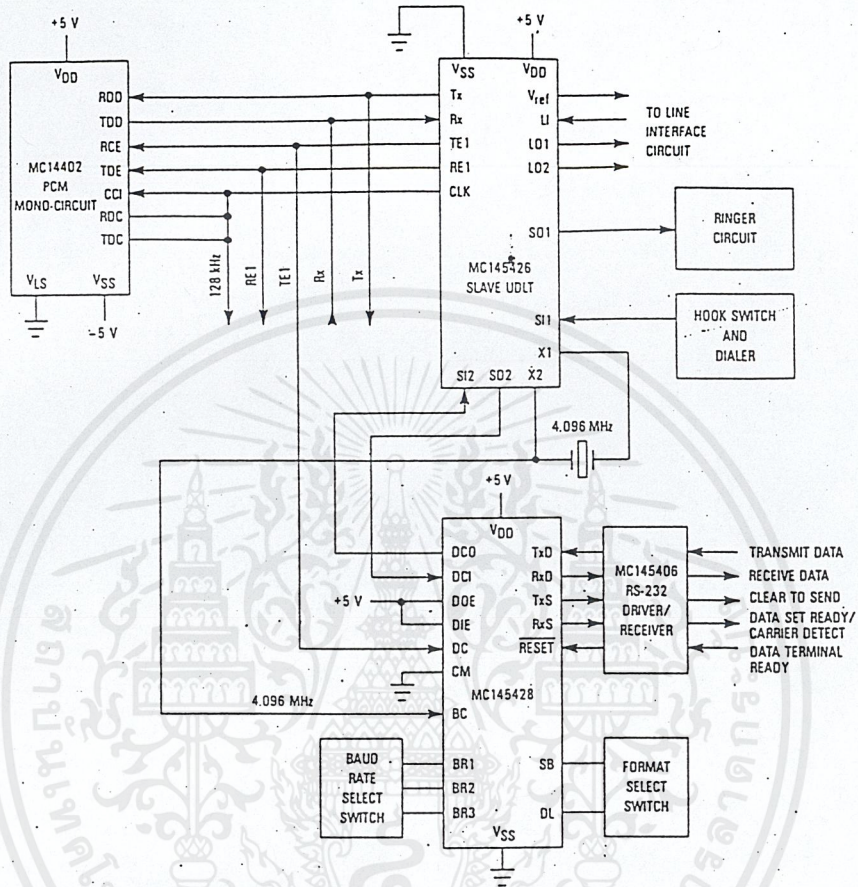 +5 V
VDD
RDD
TDD
RCE
TDE
CCI
RDC
TDC
MC14402
PCM
MONO-CIRCUIT
VLS
VSS
-5 V
128 kHz
RE1
TE1
Rx
Tx
+5 V
VSS
VDD
Tx
Rx
TE1
RE1
CLK
Vref
LI
LO1
LO2
TO LINE
INTERFACE
CIRCUIT
SO1
RINGER
CIRCUIT
MC145426
SLAVE UDLT
SI1
HOOK SWITCH
AND
DIALER
X1
SI2
SO2
X2
4.096 MHz
+5 V
VDD
DCO
DCI
DOE
DIE
DC
CM
BC
BR1
BR2
BR3
+5 V
4.096 MHz
TxD
RxD
TxS
RxS
RESET
MC145428
SB
DL
VSS
MC145406
RS-232
DRIVER/
RECEIVER
TRANSMIT DATA
RECEIVE DATA
CLEAR TO SEND
DATA SET READY/
CARRIER DETECT
DATA TERMINAL
READY
BAUD
RATE
SELECT
SWITCH
FORMAT
SELECT
SWITCH